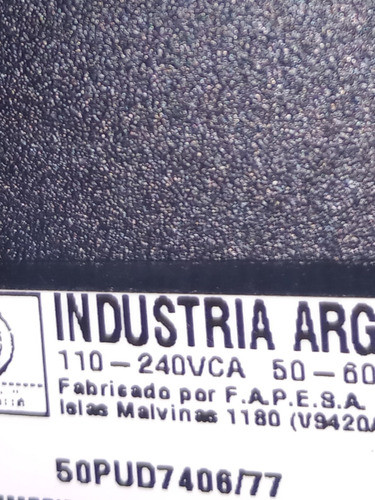 INDUSTRIA ARG
110-240VCA 50-60
Fabricado por F.A.P.E.S.A.
Islas Malvinas 1180 (V9420/
50PUD7406/77